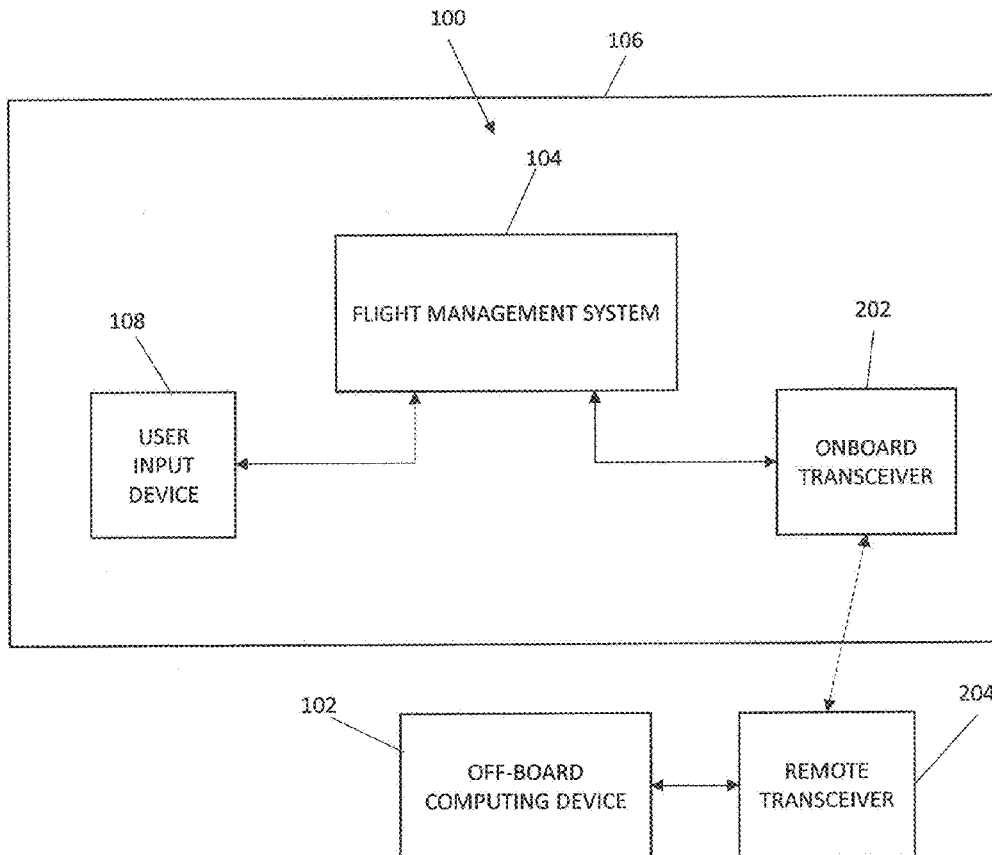 100
106
104
FLIGHT MANAGEMENT SYSTEM
108
202
USER
INPUT
DEVICE
ONBOARD
TRANSCEIVER
102
204
OFF-BOARD
COMPUTING DEVICE
REMOTE
TRANSCEIVER